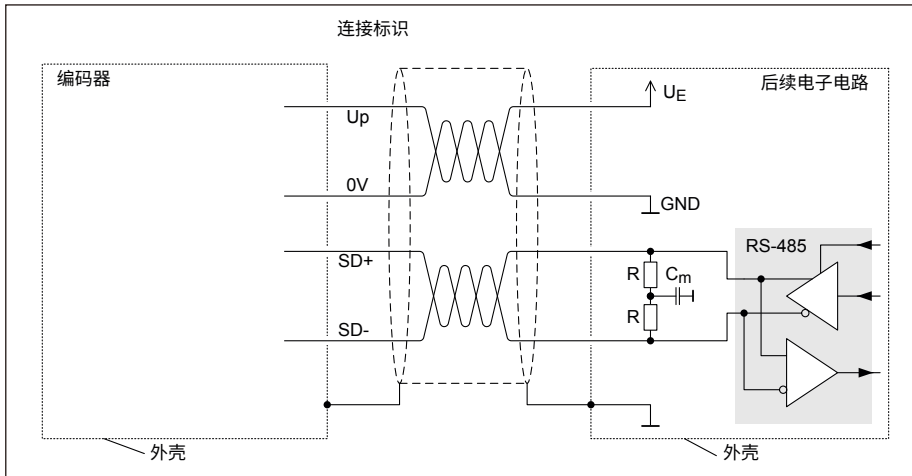 连接标识
编码器
后续电子电路
Up
U_E
0V
GND
RS-485
SD+
R
C_m
R
SD-
外壳
外壳